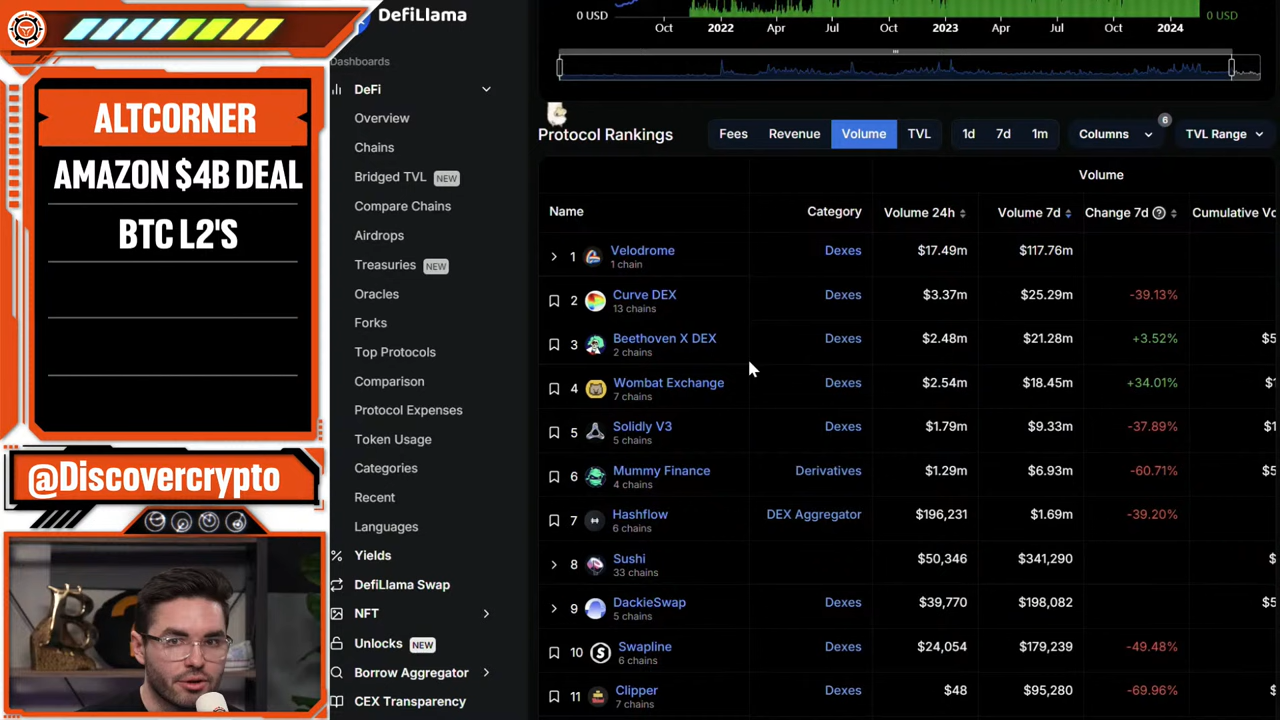 ALTCORNER
AMAZON $4B DEAL
BTC L2'S
@Discovercrypto
DefiLlama
Dashboards
DeFi
Overview
Chains
Bridged TVL NEW
Compare Chains
Airdrops
Treasuries NEW
Oracles
Forks
Top Protocols
Comparison
Protocol Expenses
Token Usage
Categories
Recent
Languages
Yields
DefiLlama Swap
NFT
Unlocks NEW
Borrow Aggregator
CEX Transparency
0 USD 0 USD
Oct 2022 Apr Jul Oct 2023 Apr Jul Oct 2024
Protocol Rankings Fees Revenue Volume TVL 1d 7d 1m Columns 6 TVL Range
Volume
Name Category Volume 24h Volume 7d Change 7d ? Cumulative Vo
1 Velodrome Dexes $17.49m $117.76m
1 chain
2 Curve DEX Dexes $3.37m $25.29m -39.13%
13 chains
3 Beethoven X DEX Dexes $2.48m $21.28m +3.52% $5
2 chains
4 Wombat Exchange Dexes $2.54m $18.45m +34.01% $1
7 chains
5 Solidly V3 Dexes $1.79m $9.33m -37.89% $1
5 chains
6 Mummy Finance Derivatives $1.29m $6.93m -60.71% $5
4 chains
7 Hashflow DEX Aggregator $196,231 $1.69m -39.20% $
6 chains
8 Sushi Dexes $50,346 $341,290 $
33 chains
9 DackieSwap Dexes $39,770 $198,082 $5
5 chains
10 Swapline Dexes $24,054 $179,239 -49.48% $
6 chains
11 Clipper Dexes $48 $95,280 -69.96% $
7 chains